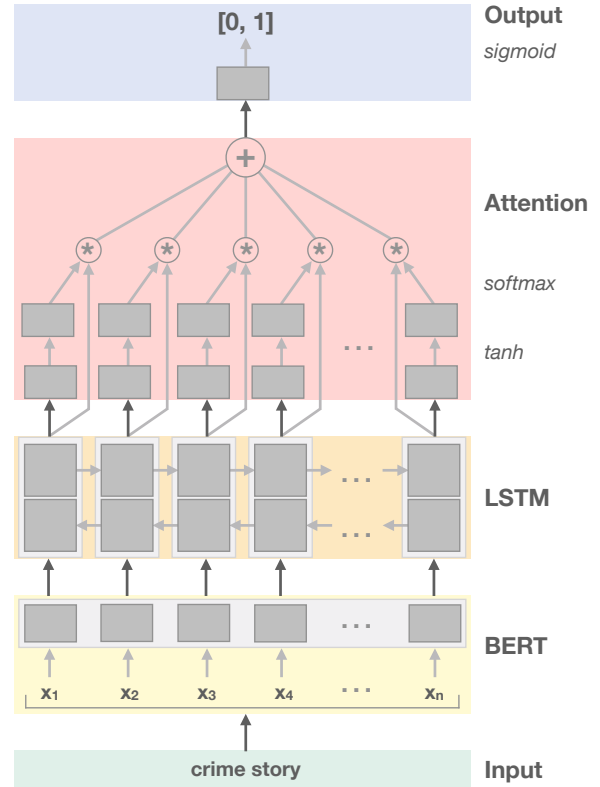 Output
[0, 1]
sigmoid
+
Attention
* * * * *
softmax
...
tanh
...
LSTM
...
...
BERT
x1 x2 x3 x4 ... xn
crime story
Input